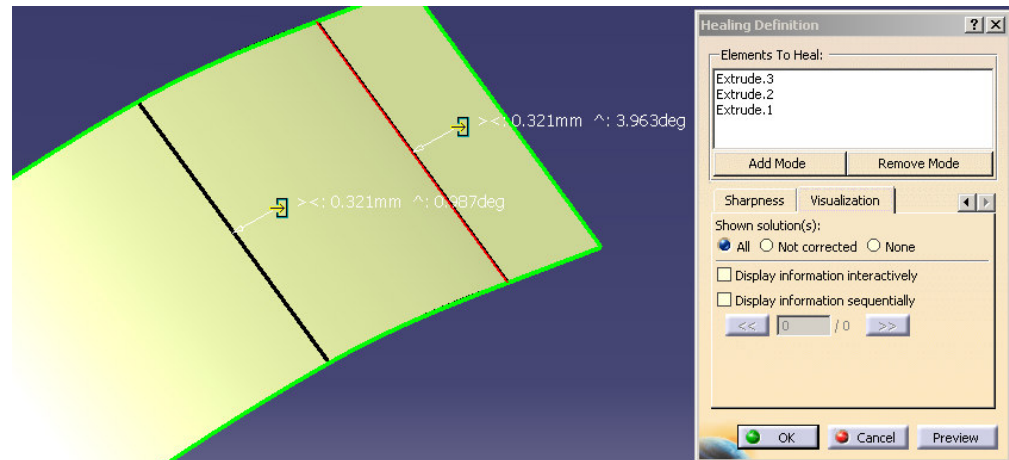 Healing Definition
? X
Elements To Heal:
Extrude.3
Extrude.2
Extrude.1
Add Mode Remove Mode
Sharpness Visualization
Shown solution(s):
All Not corrected None
Display information interactively
Display information sequentially
<< 0 / 0 >>
OK Cancel Preview
><: 0.321mm ^: 3.963deg
><: 0.321mm ^: 0.987deg